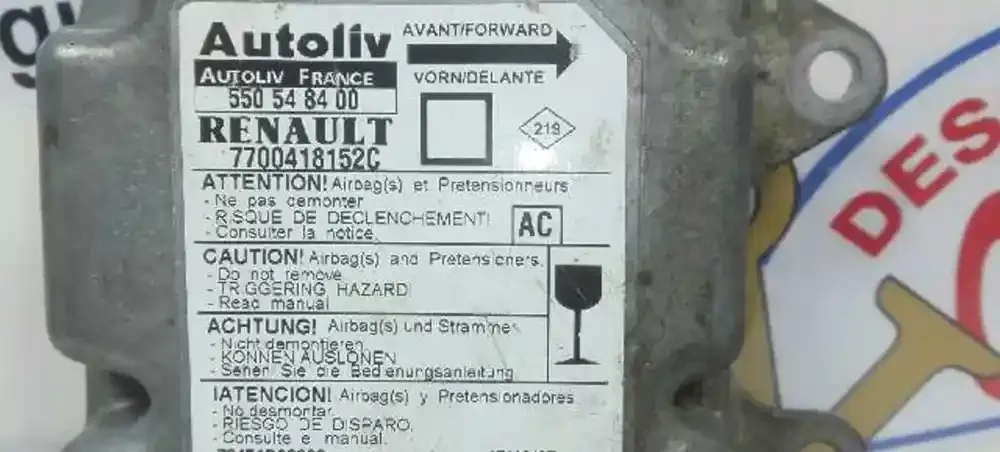 Autoliv
AVANT/FORWARD
AUTOLIV FRANCE
VORN/DELANTE
550 54 84 00
RENAULT
219
7700418152C
ATTENTION! Airbag(s) et Pretensionneurs
- Ne pas demonter
- RISQUE DE DECLENCHEMENT!
- Consulter la notice.
AC
CAUTION! Airbag(s) and Pretensioners.
- Do not remove
- TRIGGERING HAZARD
- Read manual
ACHTUNG! Airbag(s) und Strammer
- Nicht demontieren
- KONNEN AUSLONEN
- Sehen Sie die Bedienungsanleitung
!ATENCION! Airbag(s) y Pretensionadores
- No desmontar.
- RIESGO DE DISPARO.
- Consulte e manual.
DES